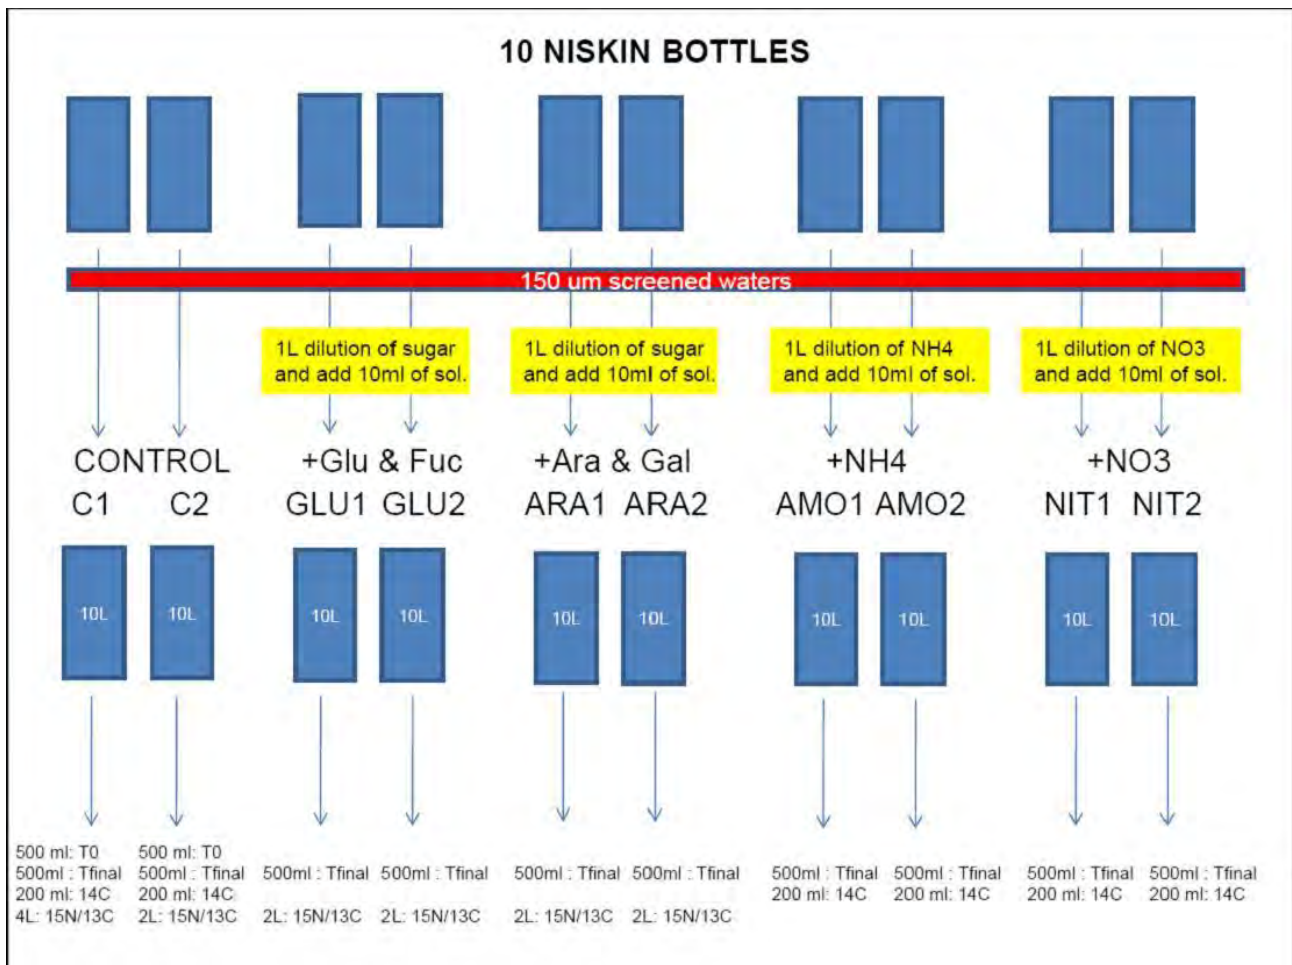 10 NISKIN BOTTLES
150 um screened waters
1L dilution of sugar
and add 10ml of sol.
1L dilution of sugar
and add 10ml of sol.
1L dilution of NH4
and add 10ml of sol.
1L dilution of NO3
and add 10ml of sol.
CONTROL
C1 C2
+Glu & Fuc
GLU1 GLU2
+Ara & Gal
ARA1 ARA2
+NH4
AMO1 AMO2
+NO3
NIT1 NIT2
10L 10L 10L 10L 10L 10L 10L 10L 10L 10L
500 ml: T0
500ml : Tfinal
200 ml: 14C
4L: 15N/13C
500 ml: T0
500ml : Tfinal
200 ml: 14C
2L: 15N/13C
500ml : Tfinal
2L: 15N/13C
500ml : Tfinal
2L: 15N/13C
500ml : Tfinal
2L: 15N/13C
500ml : Tfinal
2L: 15N/13C
500ml : Tfinal
200 ml: 14C
500ml : Tfinal
200 ml: 14C
500ml : Tfinal
200 ml: 14C
500ml : Tfinal
200 ml: 14C